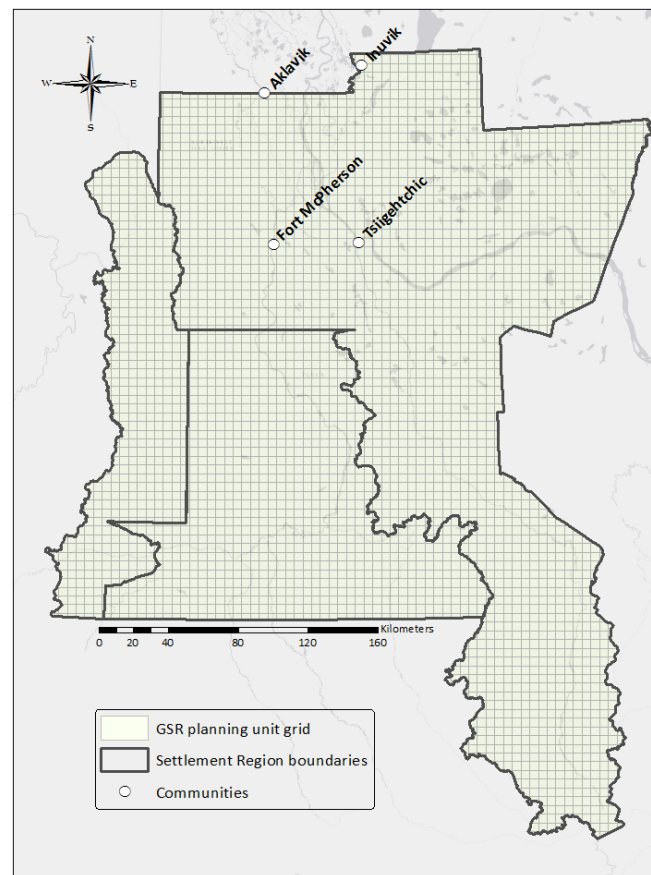 N
W E
S
Aklavik
Inuvik
Fort McPherson
Tsiigehtchic
Kilometers
0 20 40 80 120 160
GSR planning unit grid
Settlement Region boundaries
Communities